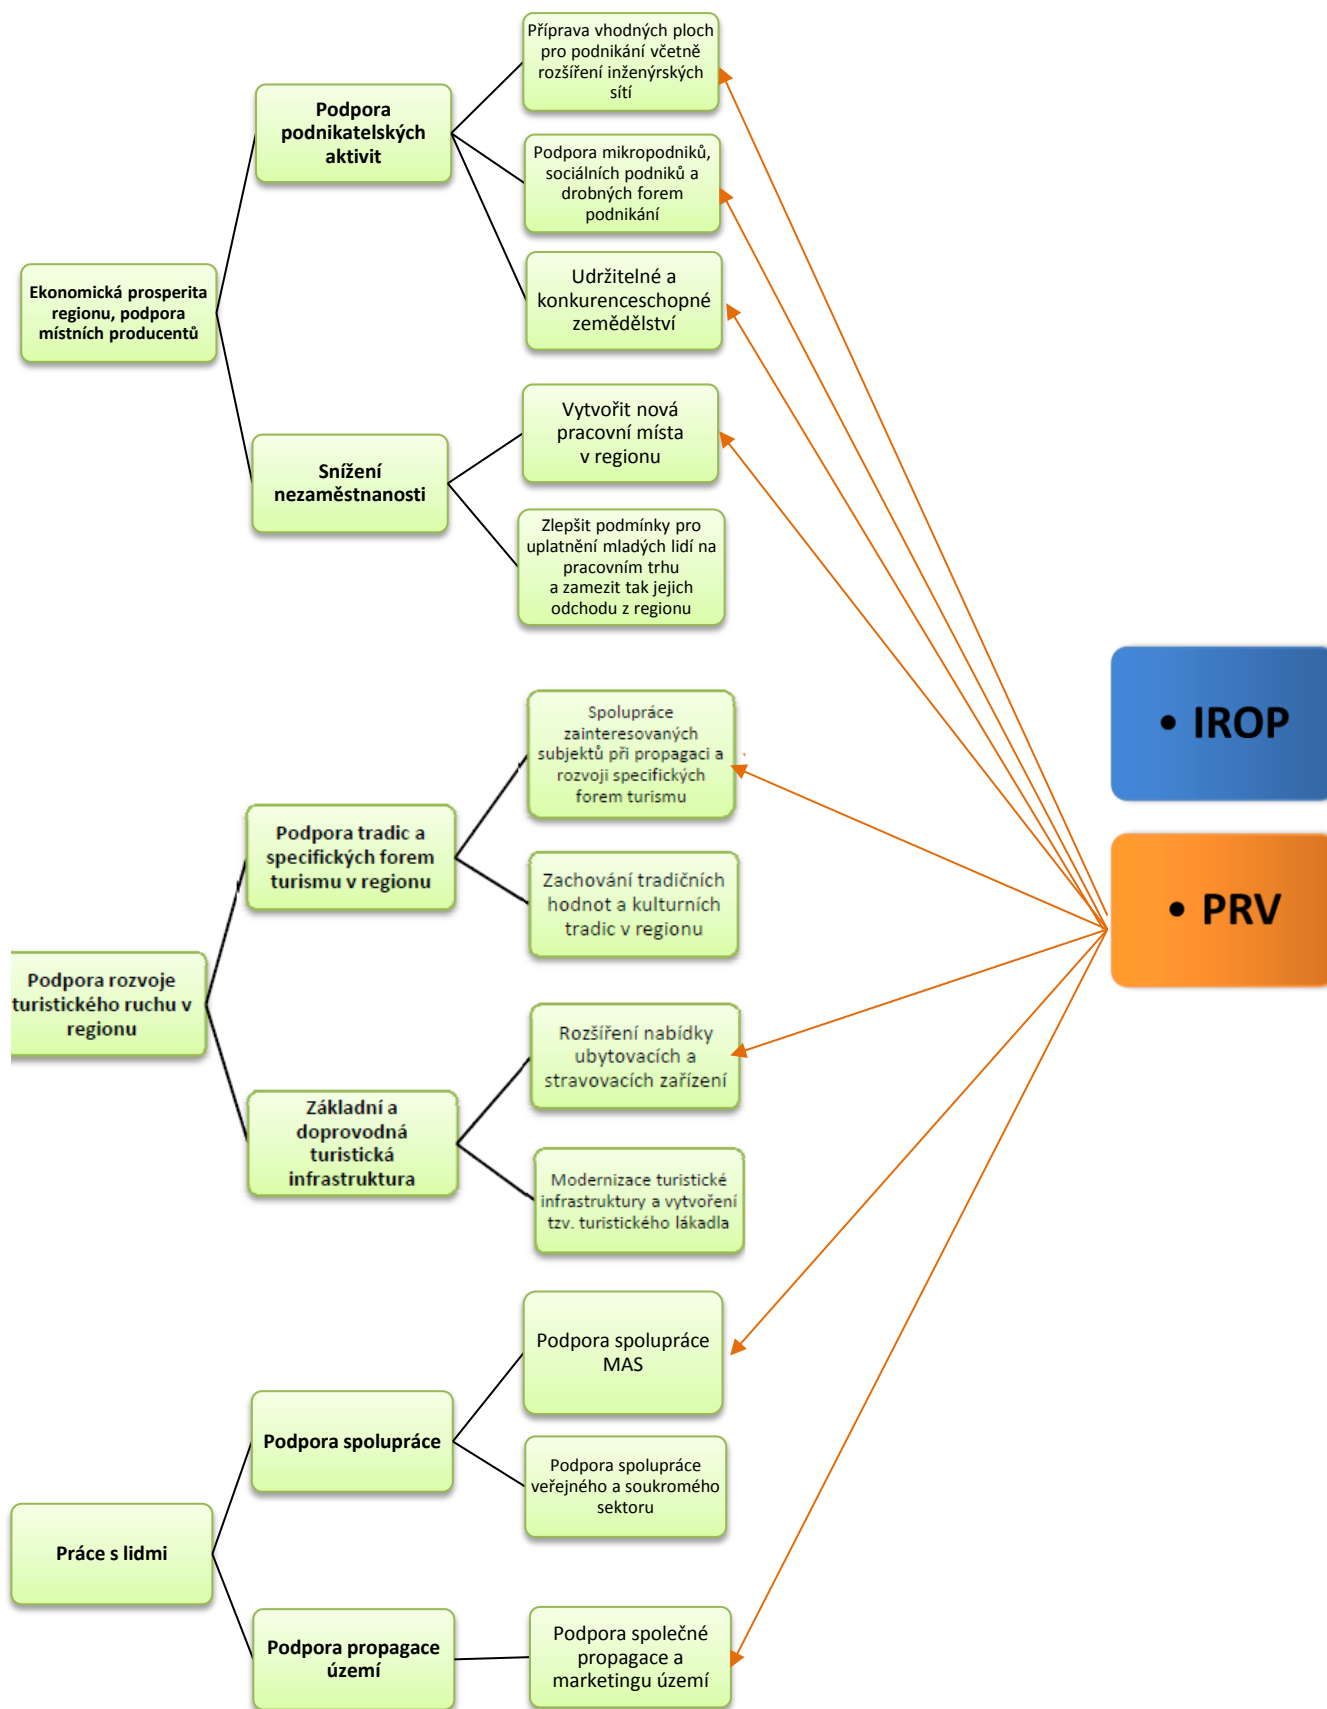 Příprava vhodných ploch
pro podnikání včetně
rozšíření inženýrských
sítí
Podpora
podnikatelských
aktivit
Podpora mikropodniků,
sociálních podniků a
drobných forem
podnikání
Udržitelné a
konkurenceschopné
zemědělství
Ekonomická prosperita
regionu, podpora
místních producentů
Vytvořit nová
pracovní místa
v regionu
Snížení
nezaměstnanosti
Zlepšit podmínky pro
uplatnění mladých lidí na
pracovním trhu
a zamezit tak jejich
odchodu z regionu
• IROP
• PRV
Spolupráce
zainteresovaných
subjektů při propagaci a
rozvoji specifických
forem turismu
Podpora tradic a
specifických forem
turismu v regionu
Zachování tradičních
hodnot a kulturních
tradic v regionu
Podpora rozvoje
turistického ruchu v
regionu
Rozšíření nabídky
ubytovacích a
stravovacích zařízení
Základní a
doprovodná
turistická
infrastruktura
Modernizace turistické
infrastruktury a vytvoření
tzv. turistického lákadla
Podpora spolupráce
MAS
Podpora spolupráce
Podpora spolupráce
veřejného a soukromého
sektoru
Práce s lidmi
Podpora propagace
území
Podpora společné
propagace a
marketingu území